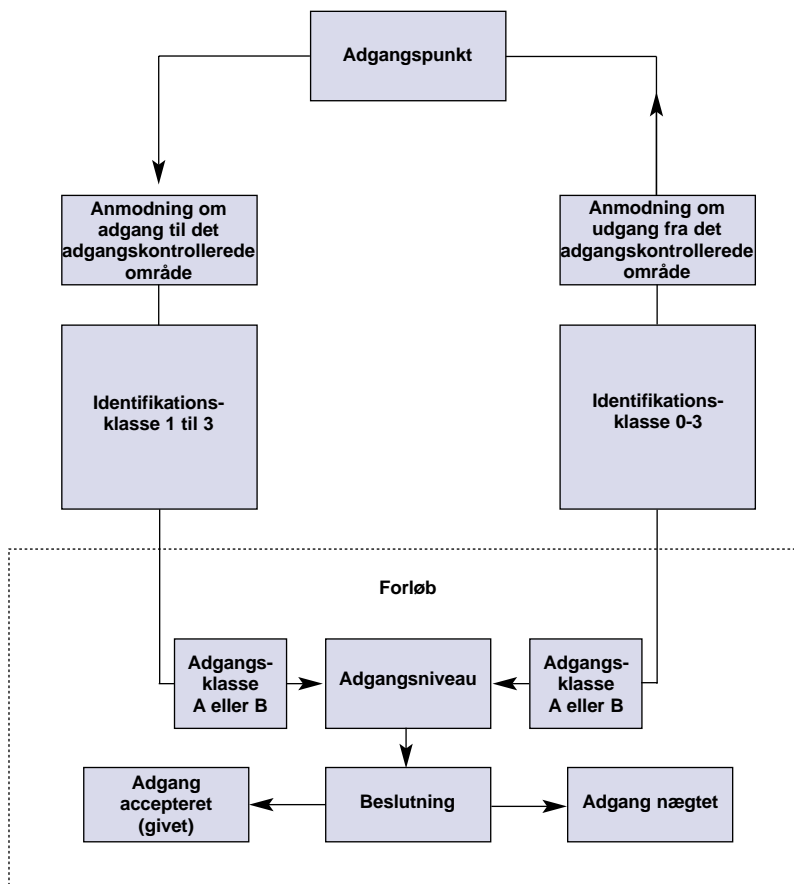 Adgangspunkt
Anmodning om
adgang til det
adgangskontrollerede
område
Anmodning om
udgang fra det
adgangskontrollerede
område
Identifikations-
klasse 1 til 3
Identifikations-
klasse 0-3
Forløb
Adgangs-
klasse
A eller B
Adgangsniveau
Adgangs-
klasse
A eller B
Adgang
accepteret
(givet)
Beslutning
Adgang nægtet